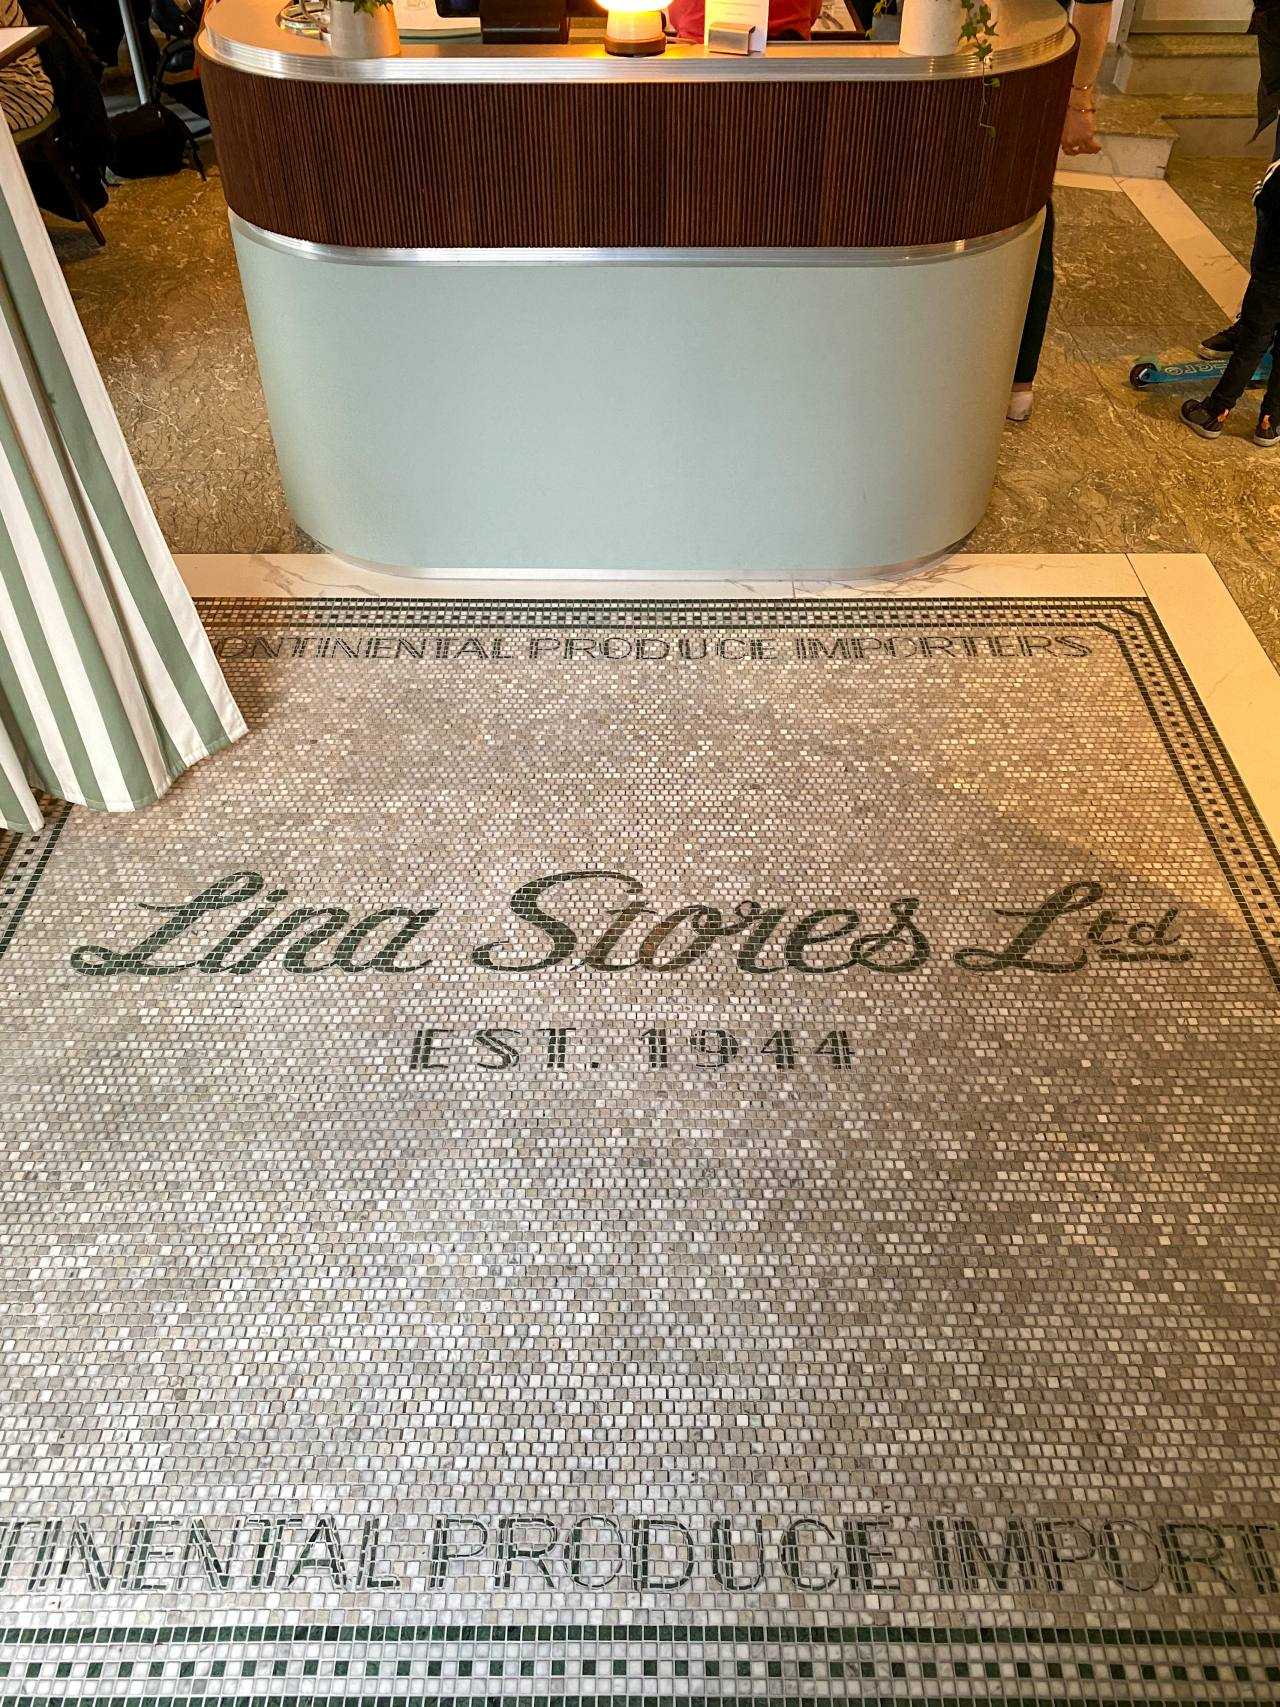 ONTINENTAL PRODUCE IMPORTERS
Lina Stores Ltd
EST. 1944
TINENTAL PRODUCE IMPORT